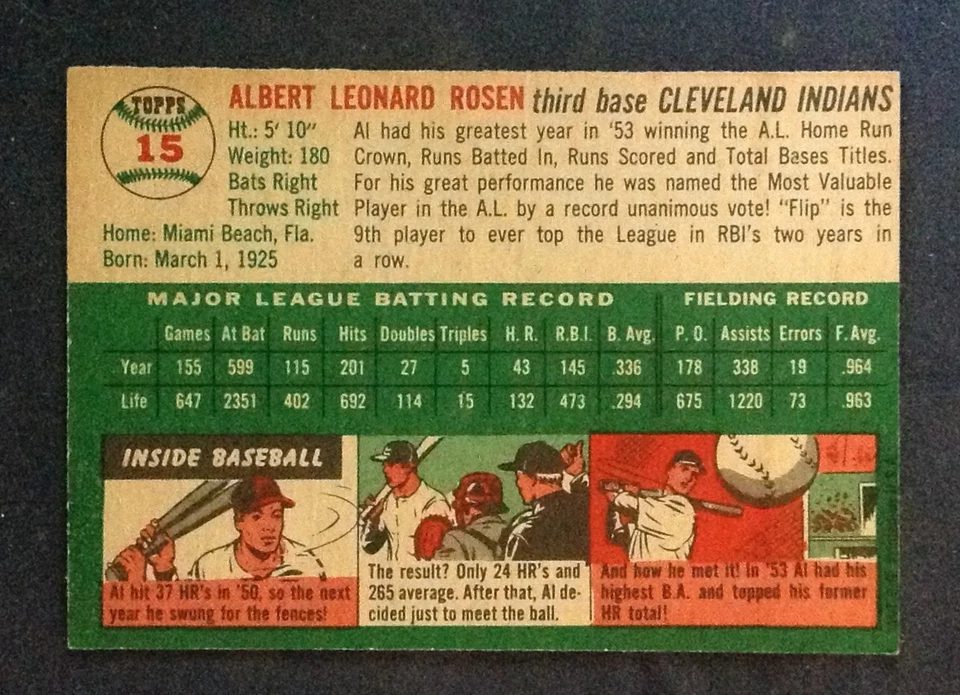 TOPPS
15
ALBERT LEONARD ROSEN third base CLEVELAND INDIANS
Ht.: 5' 10"
Weight: 180
Bats Right
Throws Right
Home: Miami Beach, Fla.
Born: March 1, 1925
Al had his greatest year in '53 winning the A.L. Home Run
Crown, Runs Batted In, Runs Scored and Total Bases Titles.
For his great performance he was named the Most Valuable
Player in the A.L. by a record unanimous vote! "Flip" is the
9th player to ever top the League in RBI's two years in
a row.
MAJOR LEAGUE BATTING RECORD FIELDING RECORD
Games At Bat Runs Hits Doubles Triples H. R. R.B.I. B. Avg. P. O. Assists Errors F. Avg.
Year 155 599 115 201 27 5 43 145 .336 178 338 19 .964
Life 647 2351 402 692 114 15 132 473 .294 675 1220 73 .963
INSIDE BASEBALL
Al hit 37 HR's in '50, so the next
year he swung for the fences!
The result? Only 24 HR's and
265 average. After that, Al de-
cided just to meet the ball.
And how he met it! In '53 Al had his
highest B.A. and topped his former
HR total!